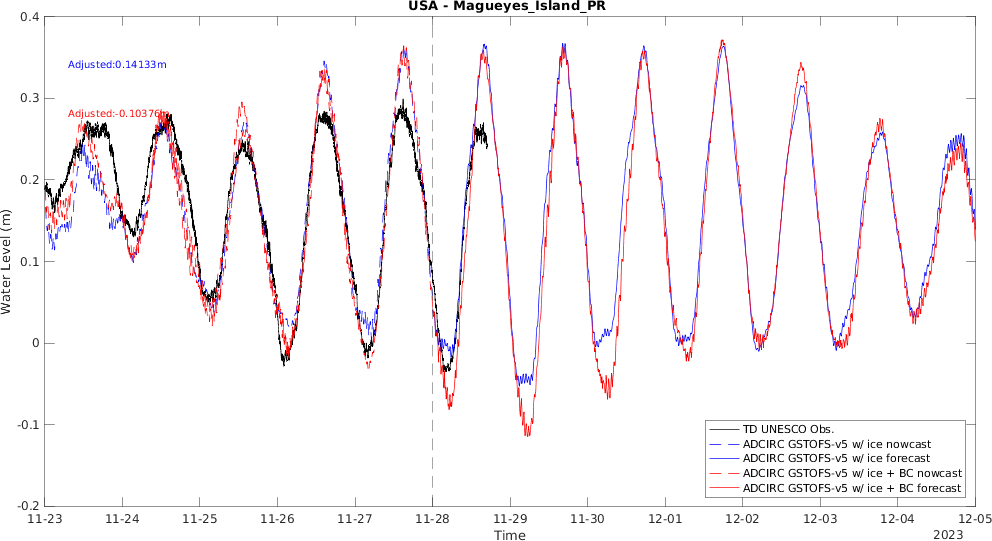 USA - Magueyes_Island_PR
0.4
0.3
0.2
0.1
0
-0.1
-0.2
Water Level (m)
Adjusted:0.14133m
Adjusted:-0.10376m
TD UNESCO Obs.
ADCIRC GSTOFS-v5 w/ ice nowcast
ADCIRC GSTOFS-v5 w/ ice forecast
ADCIRC GSTOFS-v5 w/ ice + BC nowcast
ADCIRC GSTOFS-v5 w/ ice + BC forecast
11-23 11-24 11-25 11-26 11-27 11-28 11-29 11-30 12-01 12-02 12-03 12-04 12-05
Time
2023